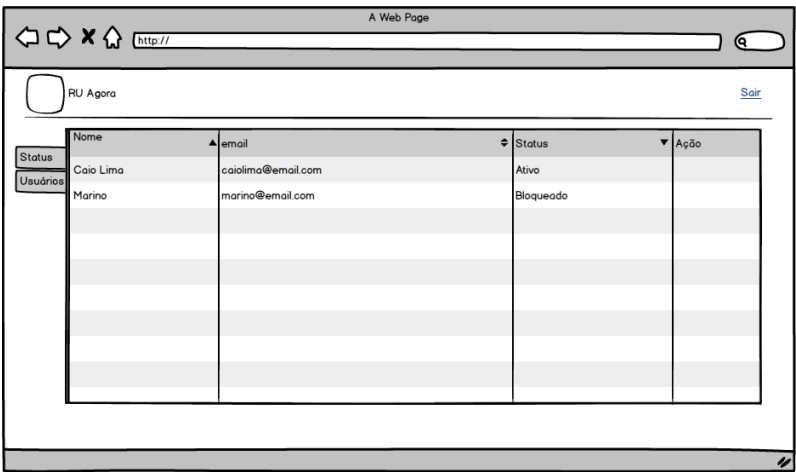 A Web Page
http://
RU Agora
Sair
Status
Usuários
Nome email Status Ação
Caio Lima caiolima@email.com Ativo
Marino marino@email.com Bloqueado